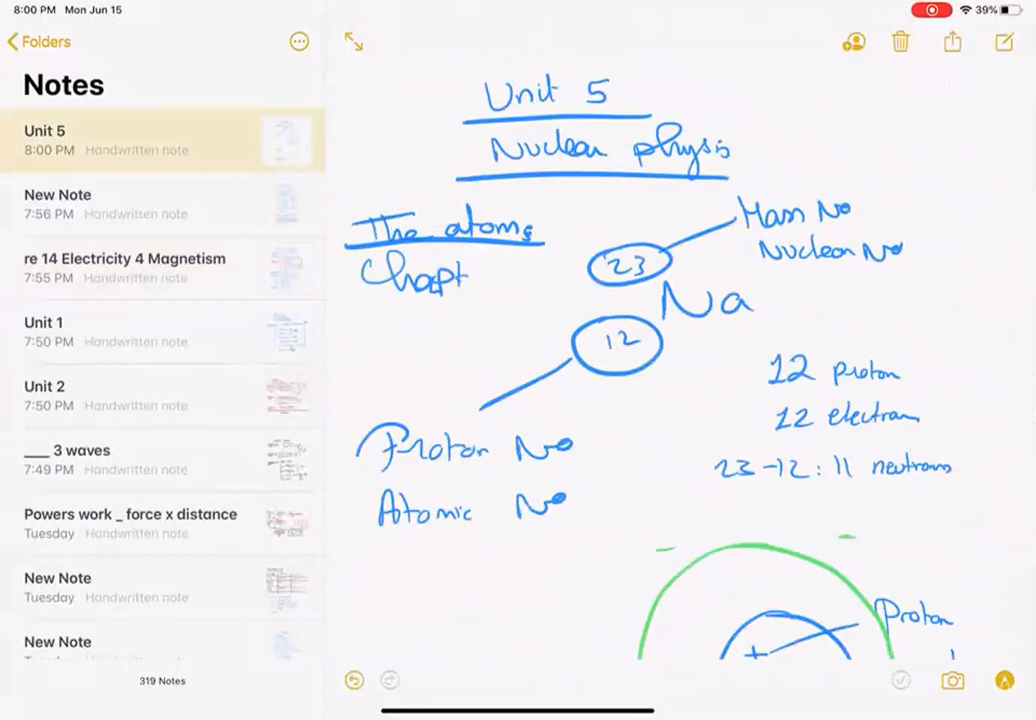 8:00 PM Mon Jun 15
39%
Folders
Notes
Unit 5
8:00 PM Handwritten note
New Note
7:56 PM Handwritten note
re 14 Electricity 4 Magnetism
7:55 PM Handwritten note
Unit 1
7:50 PM Handwritten note
Unit 2
7:50 PM Handwritten note
___ 3 waves
7:49 PM Handwritten note
Powers work _ force x distance
Tuesday Handwritten note
New Note
Tuesday Handwritten note
New Note
319 Notes
Unit 5
Nuclear physis
The atoms
Chapt
23
Mass No
Nuclear No
Na
12
Proton No
Atomic No
12 proton
12 electron
23-12: 11 neutrons
Proton